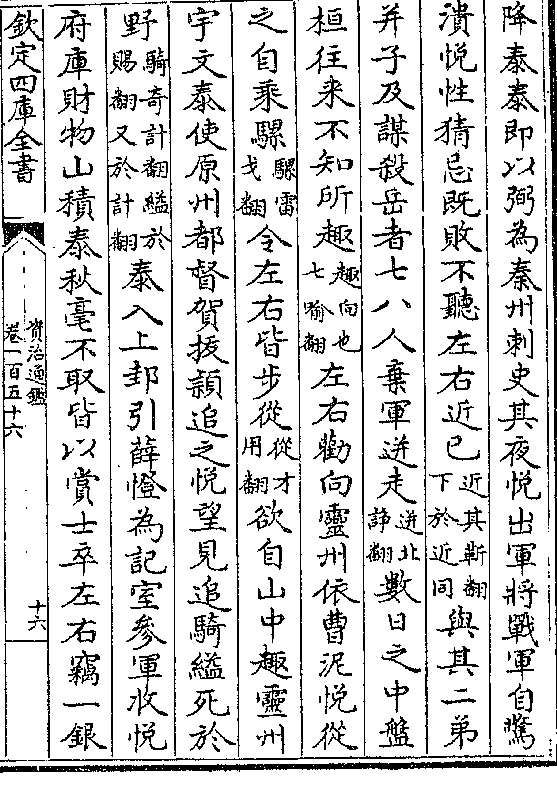 降泰泰即以弼為秦州刺史其夜悦出軍將戰軍自驚
潰悦性猜忌既敗不聽左右近已近其靳翻下於近同與其二弟
并子及謀殺岳者七八人棄軍迸走迸北諍翻數日之中盤
桓往来不知所趣趣向也七喻翻左右勸向靈州依曹泥悦從
之自乘騾騾雷戈翻令左右皆步從從才用翻欲自山中趣靈州
宇文泰使原州都督賀拔頴追之悦望見追騎縊死於
野騎奇計翻縊於賜翻又於計翻泰入上邽引薛憕為記室參軍收悦
府庫財物山積泰秋毫不取皆以賞士卒左右竊一銀
欽定四庫全書
資治通鑑
卷一百五十六
十六